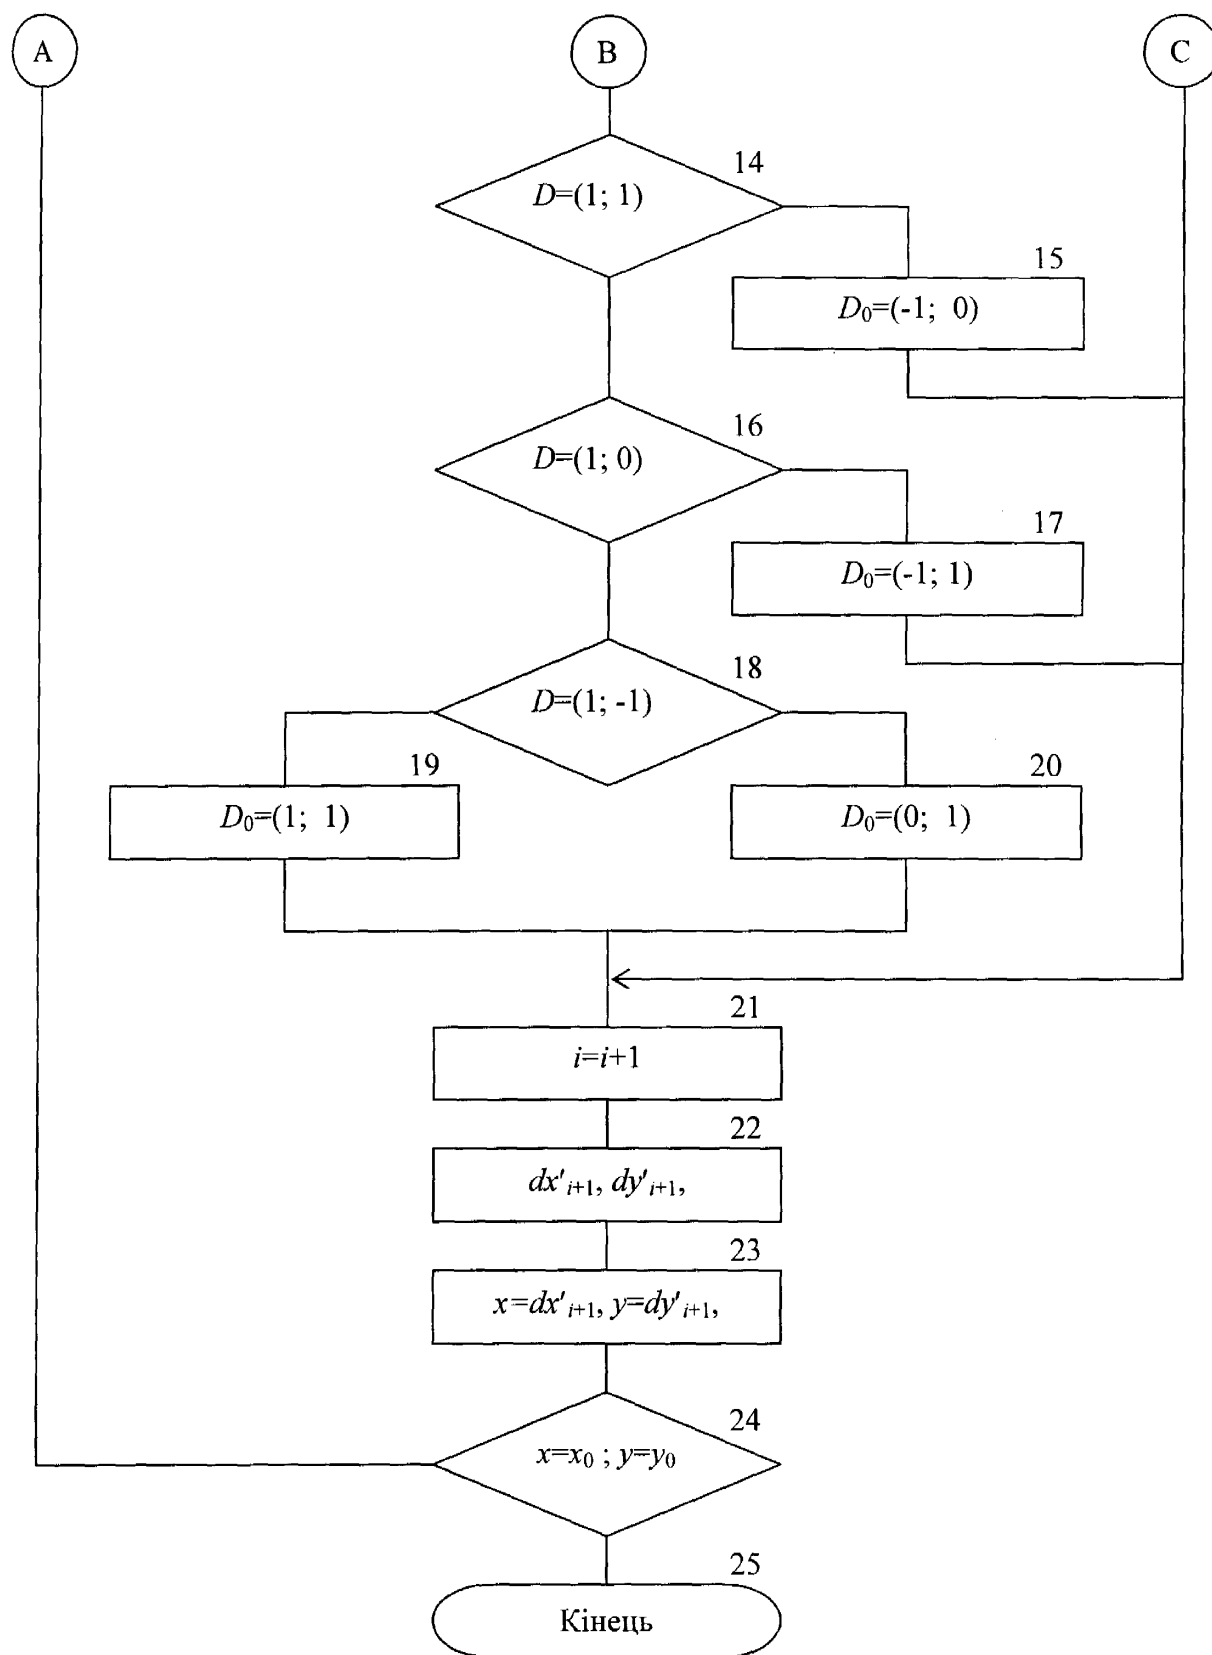 A
B
C
14
D=(1; 1)
15
D₀=(-1; 0)
16
D=(1; 0)
17
D₀=(-1; 1)
18
D=(1; -1)
19
D₀=(1; 1)
20
D₀=(0; 1)
21
i=i+1
22
dx'ᵢ₊₁, dy'ᵢ₊₁,
23
x=dx'ᵢ₊₁, y=dy'ᵢ₊₁,
24
x=x₀ ; y=y₀
25
Кінець